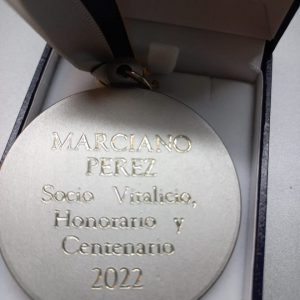 MARCIANO
PEREZ
Socio Vitalicio,
Honorario y
Centenario
2022